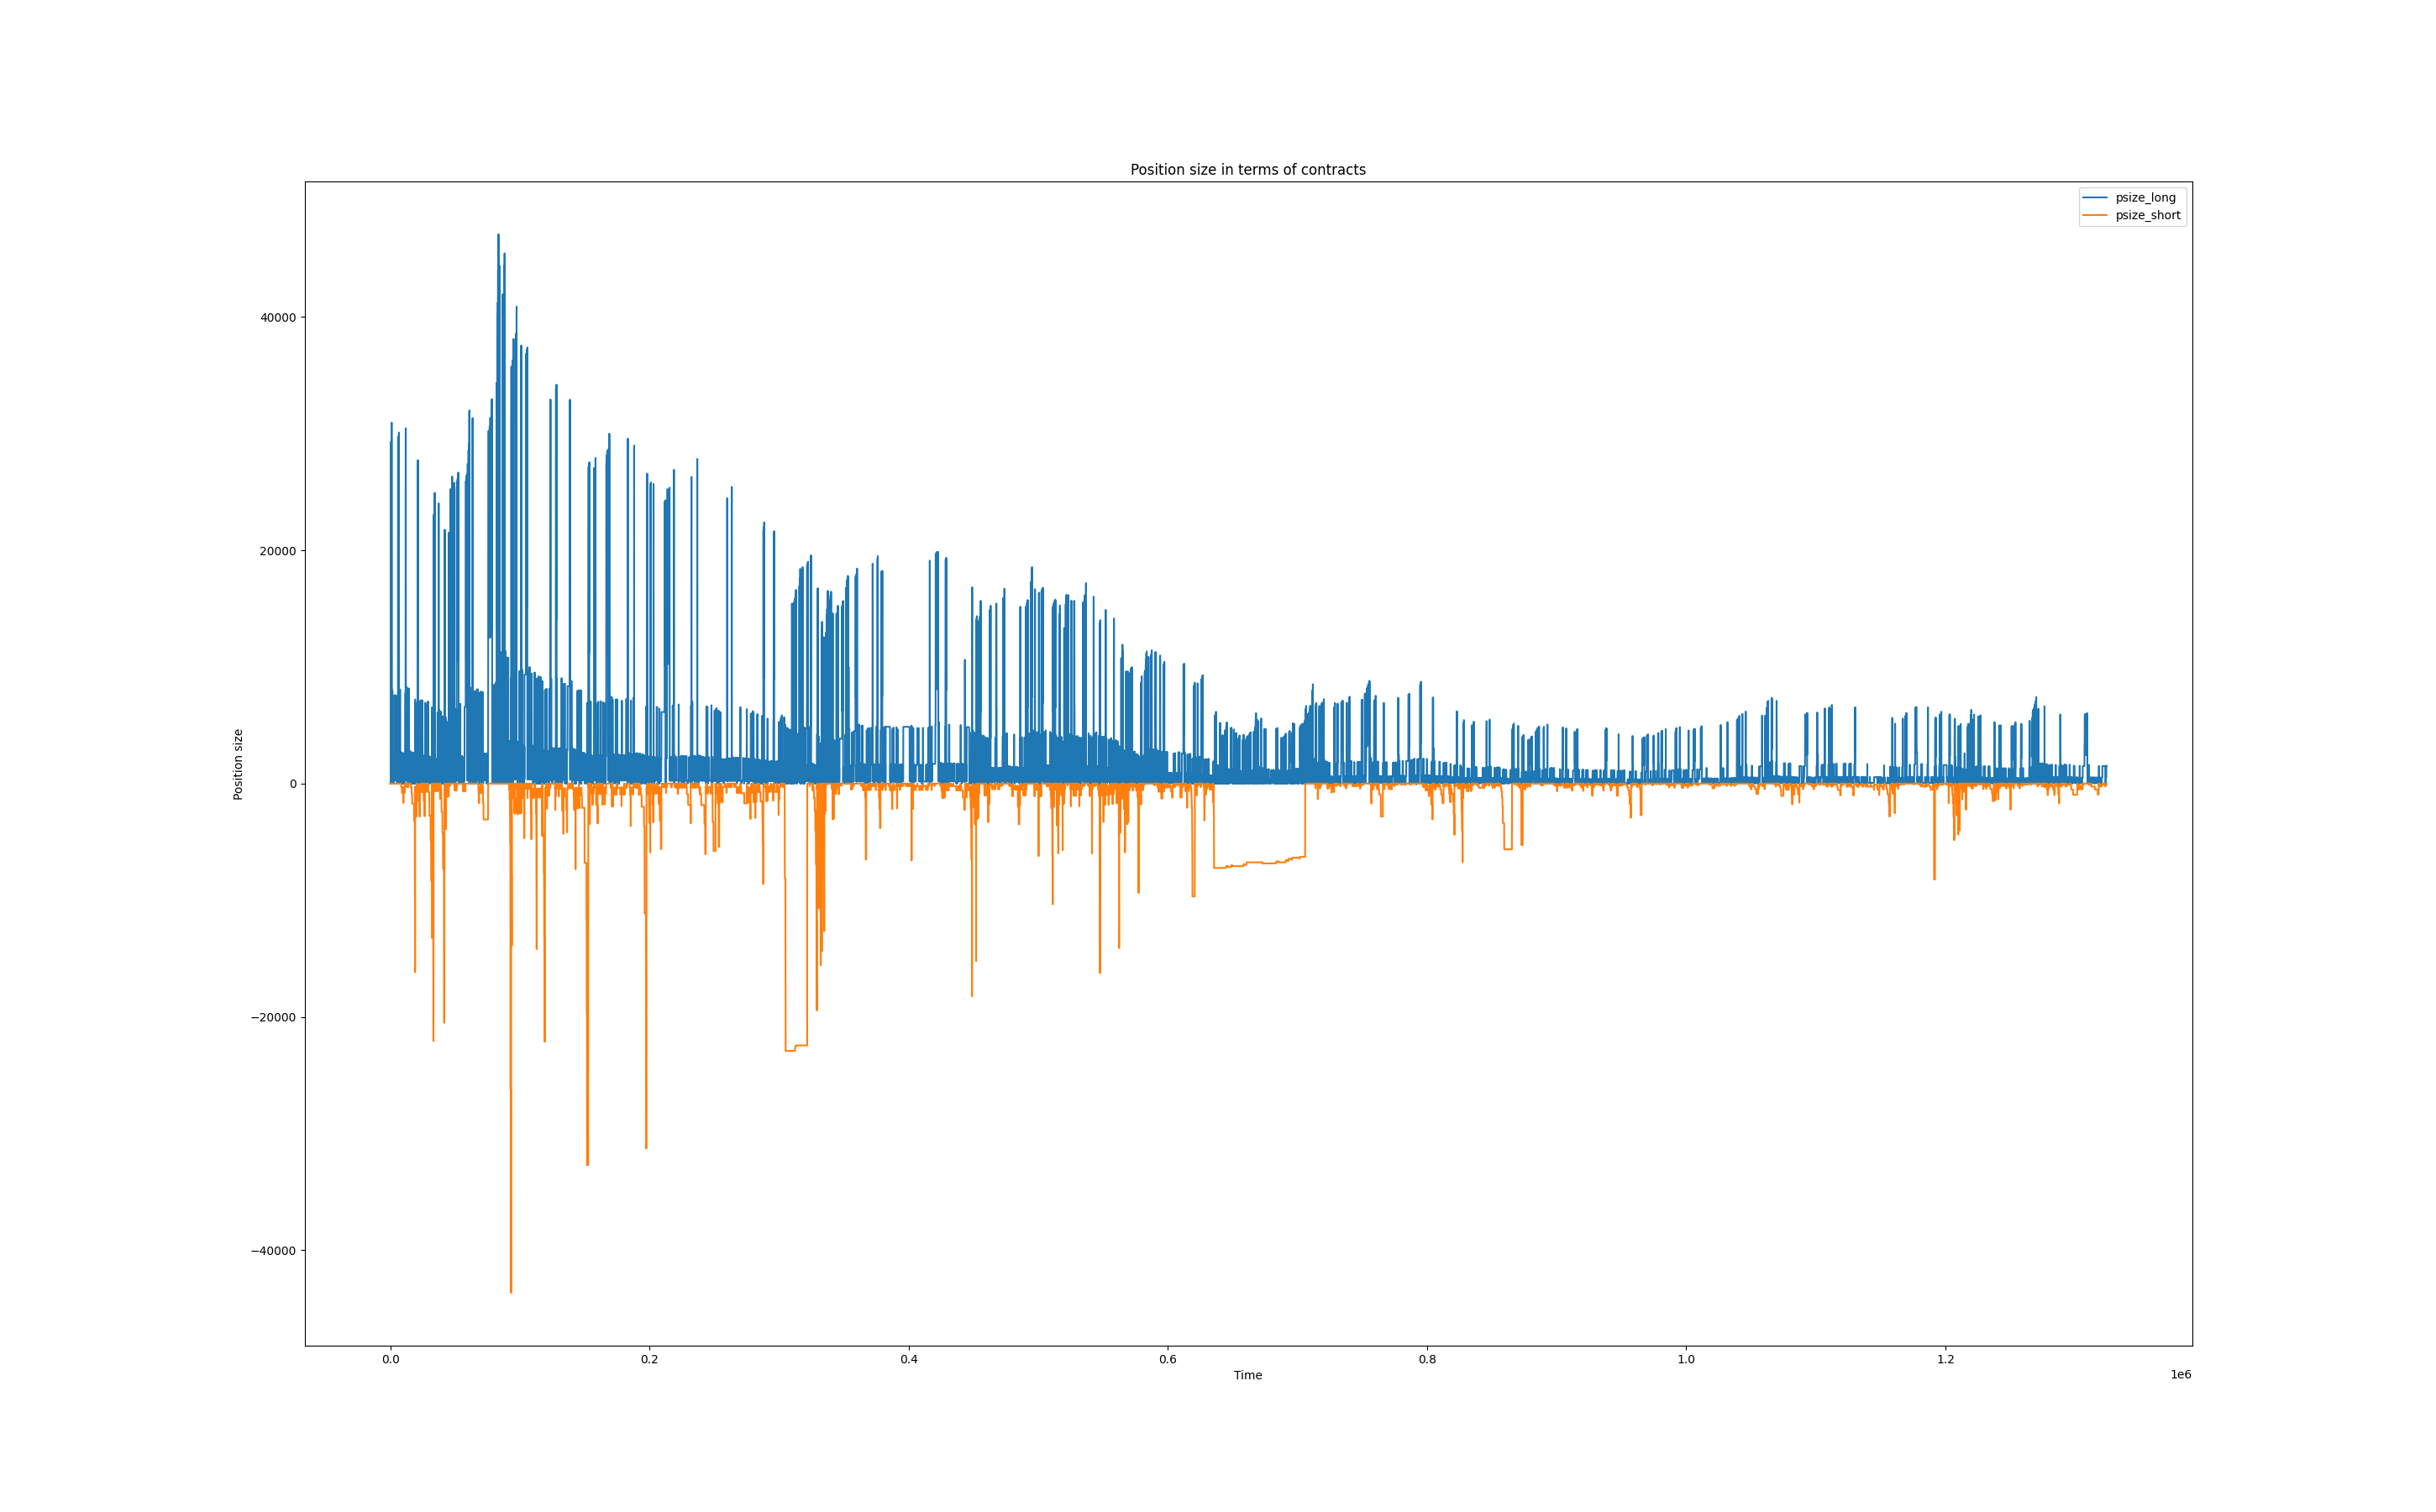 Position size in terms of contracts
psize_long
psize_short
40000
20000
0
−20000
−40000
Position size
0.0
0.2
0.4
0.6
0.8
1.0
1.2
1e6
Time